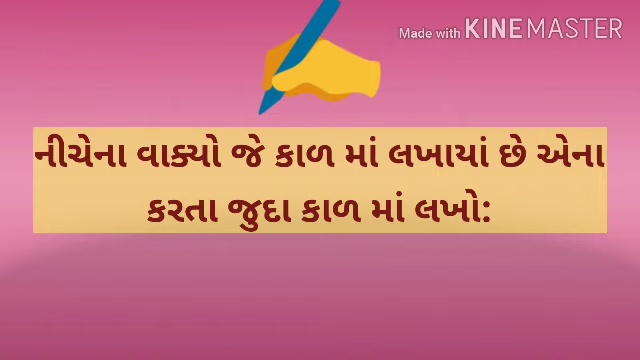 Made with KINEMASTER
નીચેના વાક્યો જે કાળ માં લખાયાં છે એના
કરતા જુદા કાળ માં લખો: